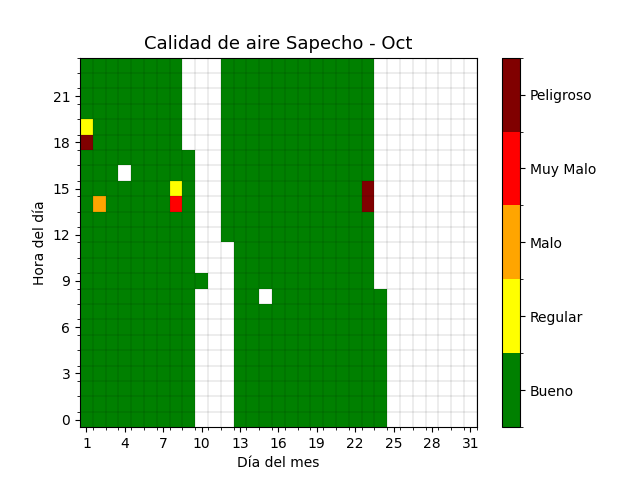 Calidad de aire Sapecho - Oct
Hora del día
21
18
15
12
9
6
3
0
1 4 7 10 13 16 19 22 25 28 31
Día del mes
Peligroso
Muy Malo
Malo
Regular
Bueno